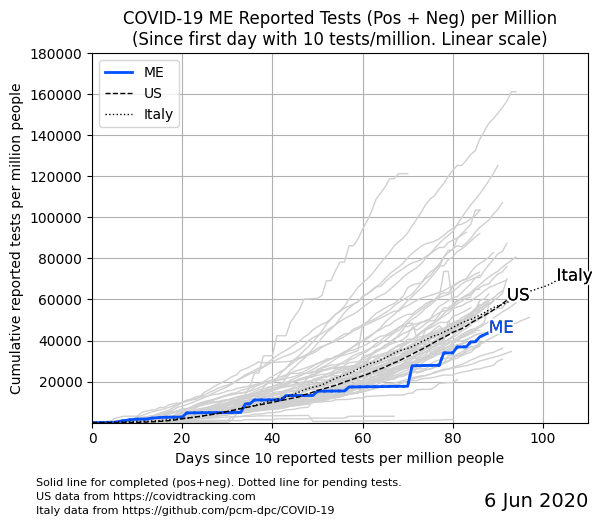 COVID-19 ME Reported Tests (Pos + Neg) per Million
(Since first day with 10 tests/million. Linear scale)
Cumulative reported tests per million people
180000
160000
140000
120000
100000
80000
60000
40000
20000
ME
US
Italy
Italy
US
ME
0 20 40 60 80 100
Days since 10 reported tests per million people
Solid line for completed (pos+neg). Dotted line for pending tests.
US data from https://covidtracking.com
Italy data from https://github.com/pcm-dpc/COVID-19
6 Jun 2020